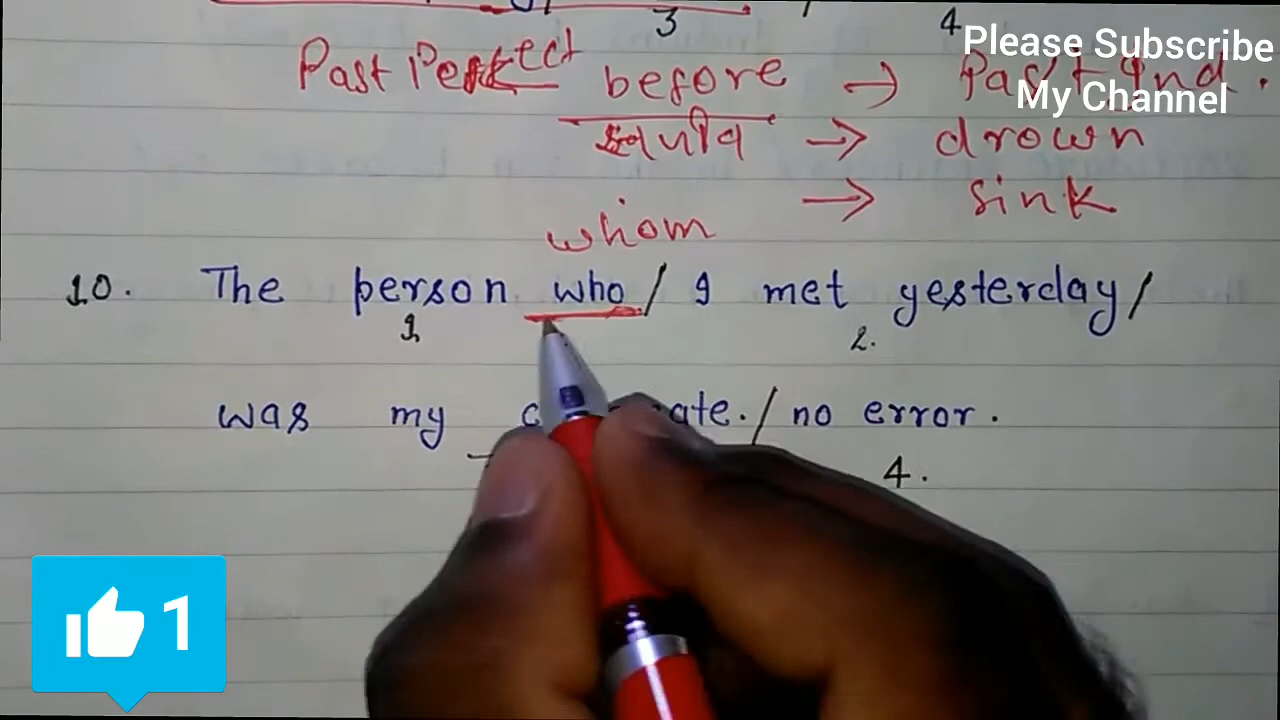 3 4
Please Subscribe
My Channel
Past Perfect before → Past Ind.
→ drown
→ sink
whom
10. The person who / I met yesterday /
1 2.
was my / no error.
4.
1